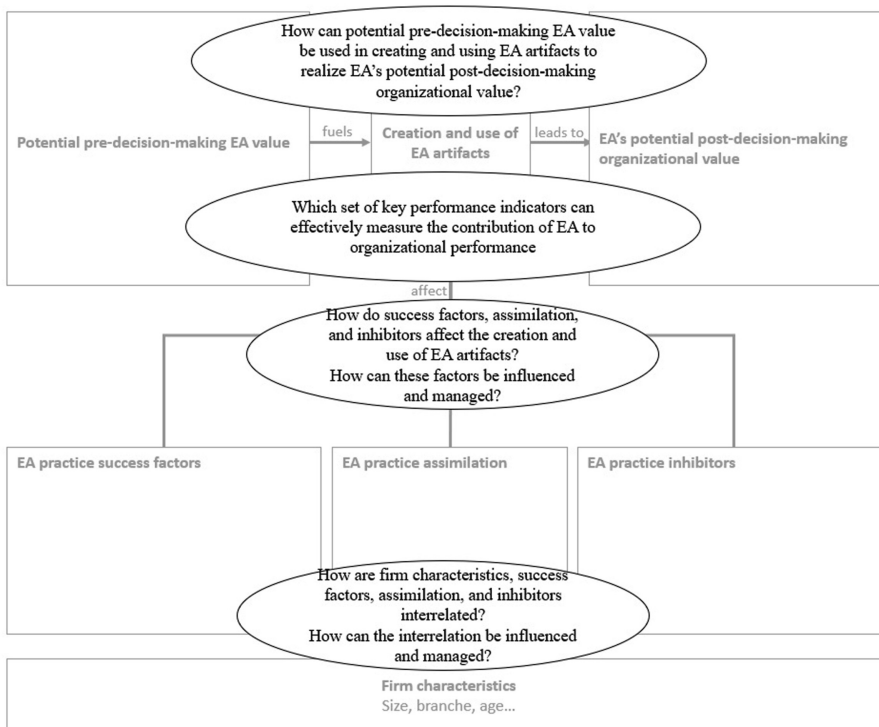 How can potential pre-decision-making EA value
be used in creating and using EA artifacts to
realize EA's potential post-decision-making
organizational value?
Potential pre-decision-making EA value
fuels
Creation and use of
EA artifacts
leads to
EA's potential post-decision-making
organizational value
Which set of key performance indicators can
effectively measure the contribution of EA to
organizational performance
affect
How do success factors, assimilation,
and inhibitors affect the creation and
use of EA artifacts?
How can these factors be influenced
and managed?
EA practice success factors
EA practice assimilation
EA practice inhibitors
How are firm characteristics, success
factors, assimilation, and inhibitors
interrelated?
How can the interrelation be influenced
and managed?
Firm characteristics
Size, branche, age...